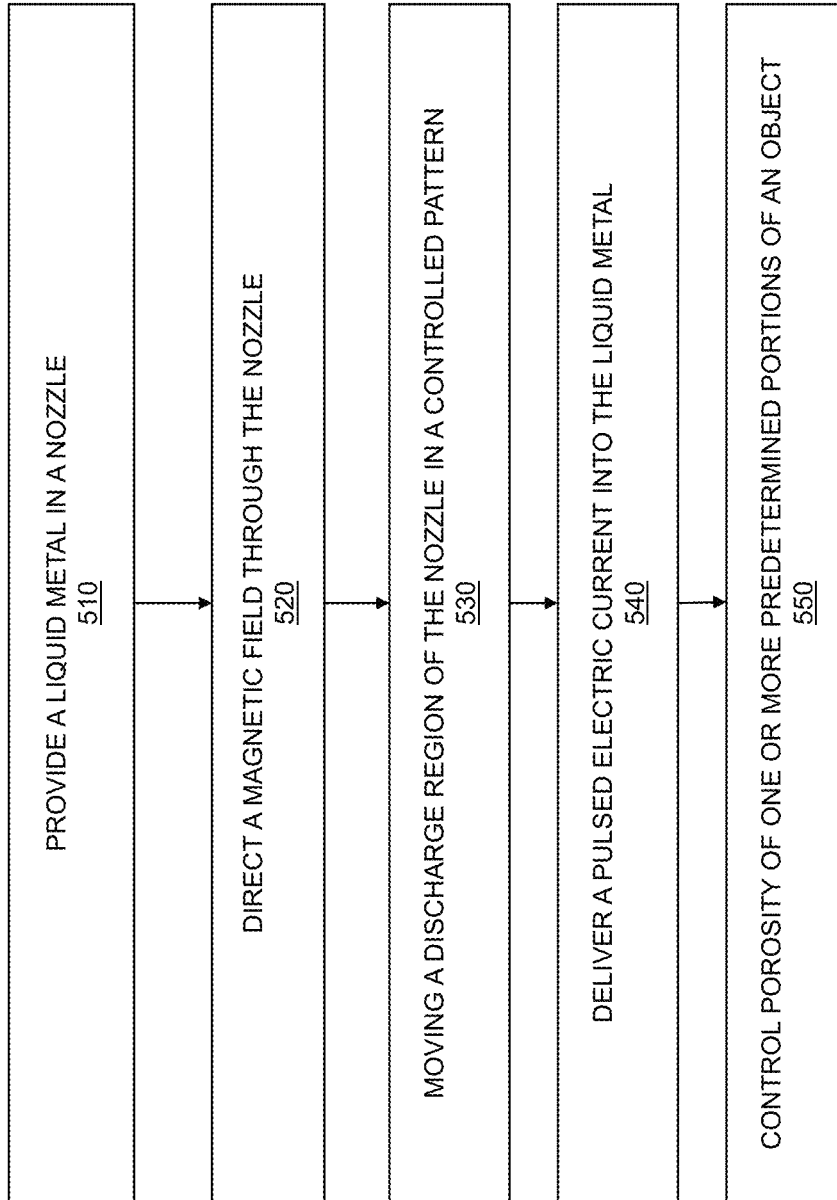 PROVIDE A LIQUID METAL IN A NOZZLE
510
DIRECT A MAGNETIC FIELD THROUGH THE NOZZLE
520
MOVING A DISCHARGE REGION OF THE NOZZLE IN A CONTROLLED PATTERN
530
DELIVER A PULSED ELECTRIC CURRENT INTO THE LIQUID METAL
540
CONTROL POROSITY OF ONE OR MORE PREDETERMINED PORTIONS OF AN OBJECT
550